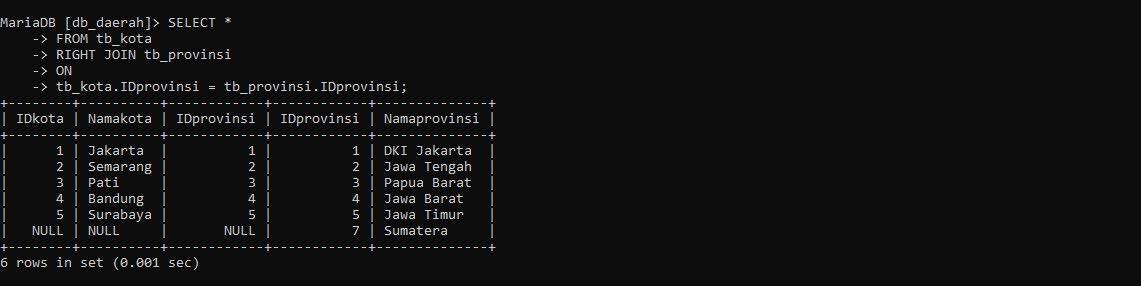 MariaDB [db_daerah]> SELECT *
    -> FROM tb_kota
    -> RIGHT JOIN tb_provinsi
    -> ON
    -> tb_kota.IDprovinsi = tb_provinsi.IDprovinsi;
+--------+----------+------------+------------+--------------+
| IDkota | Namakota | IDprovinsi | IDprovinsi | Namaprovinsi |
+--------+----------+------------+------------+--------------+
|      1 | Jakarta  |          1 |          1 | DKI Jakarta  |
|      2 | Semarang |          2 |          2 | Jawa Tengah  |
|      3 | Pati     |          3 |          3 | Papua Barat  |
|      4 | Bandung  |          4 |          4 | Jawa Barat   |
|      5 | Surabaya |          5 |          5 | Jawa Timur   |
|   NULL | NULL     |       NULL |          7 | Sumatera     |
+--------+----------+------------+------------+--------------+
6 rows in set (0.001 sec)